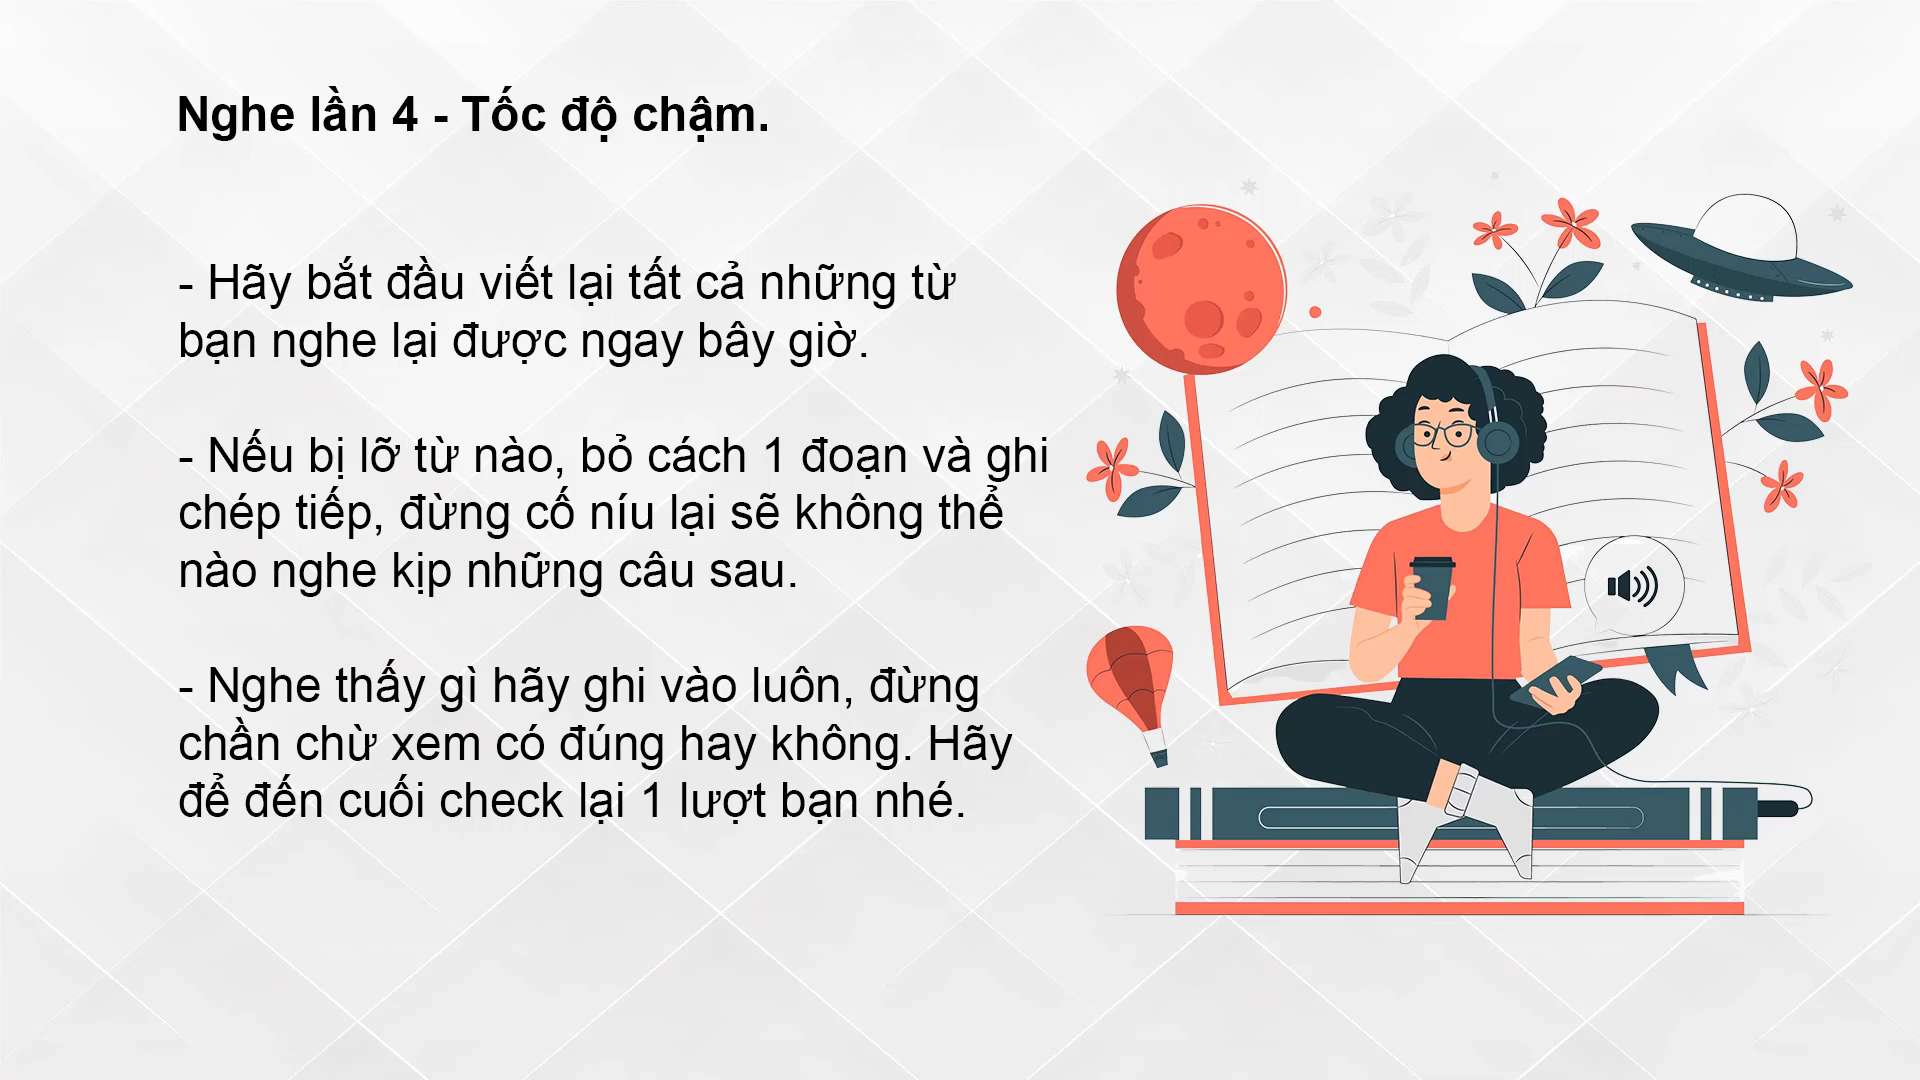 Nghe lần 4 - Tốc độ chậm.
- Hãy bắt đầu viết lại tất cả những từ
bạn nghe lại được ngay bây giờ.
- Nếu bị lỡ từ nào, bỏ cách 1 đoạn và ghi
chép tiếp, đừng cố níu lại sẽ không thể
nào nghe kịp những câu sau.
- Nghe thấy gì hãy ghi vào luôn, đừng
chần chừ xem có đúng hay không. Hãy
để đến cuối check lại 1 lượt bạn nhé.